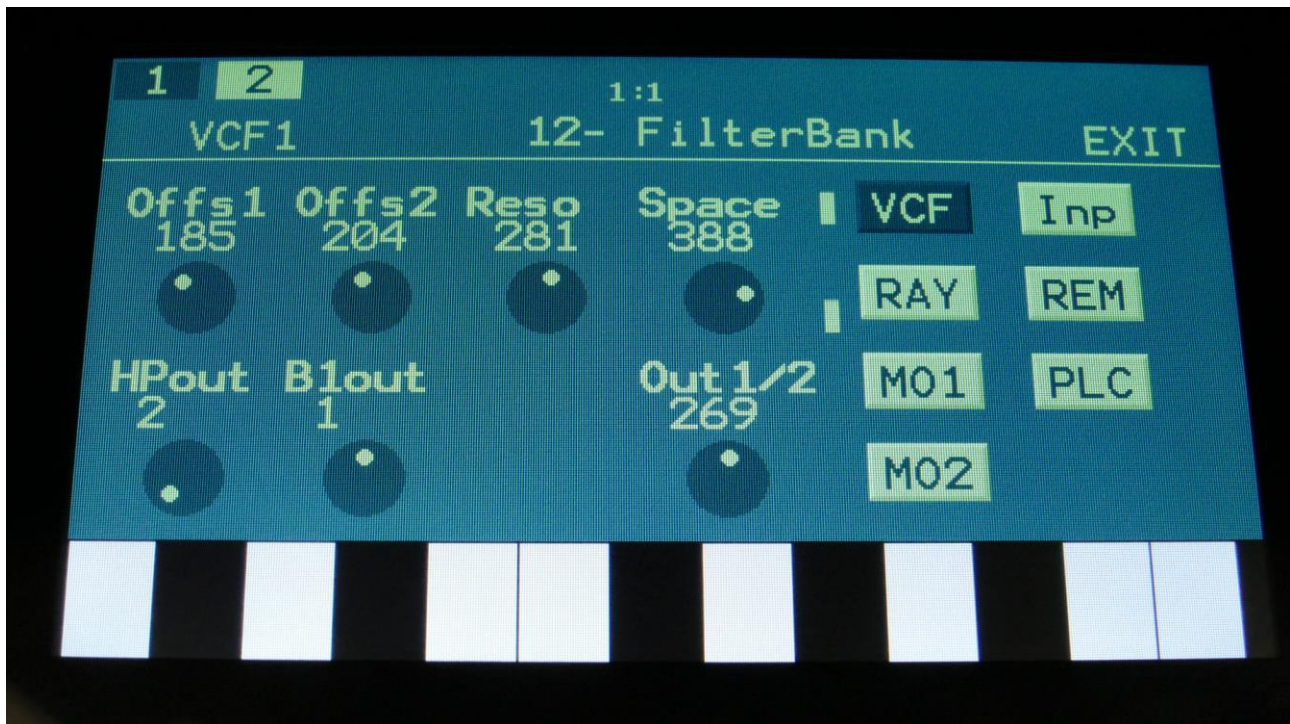 1 2
1:1
VCF1 12- FilterBank EXIT
Offs1 Offs2 Reso Space VCF Inp
185 204 281 388
RAY REM
HPout B1out Out1/2 MO1 PLC
2 1 269
MO2